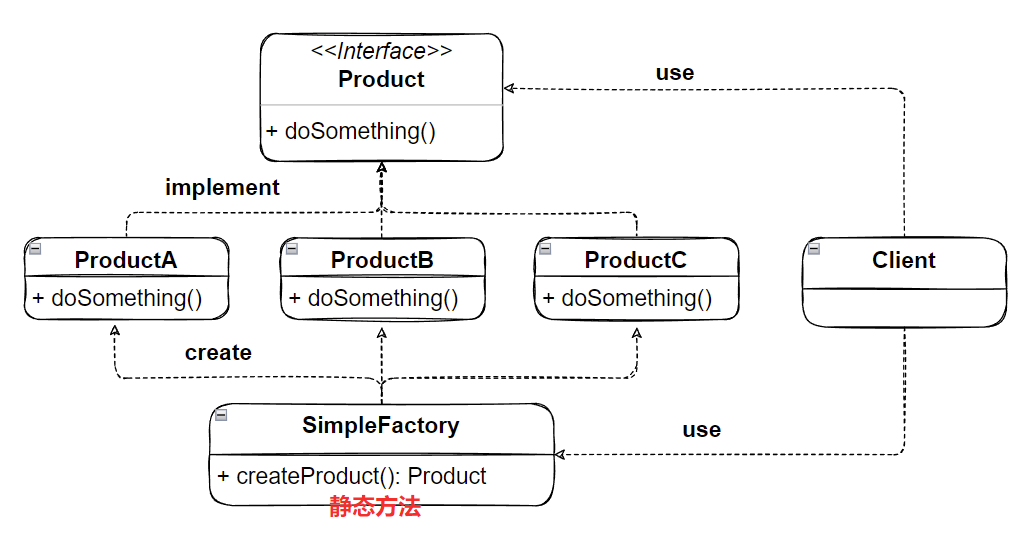 <<Interface>>
Product
+ doSomething()
use
implement
ProductA
+ doSomething()
ProductB
+ doSomething()
ProductC
+ doSomething()
Client
create
SimpleFactory
+ createProduct(): Product
静态方法
use